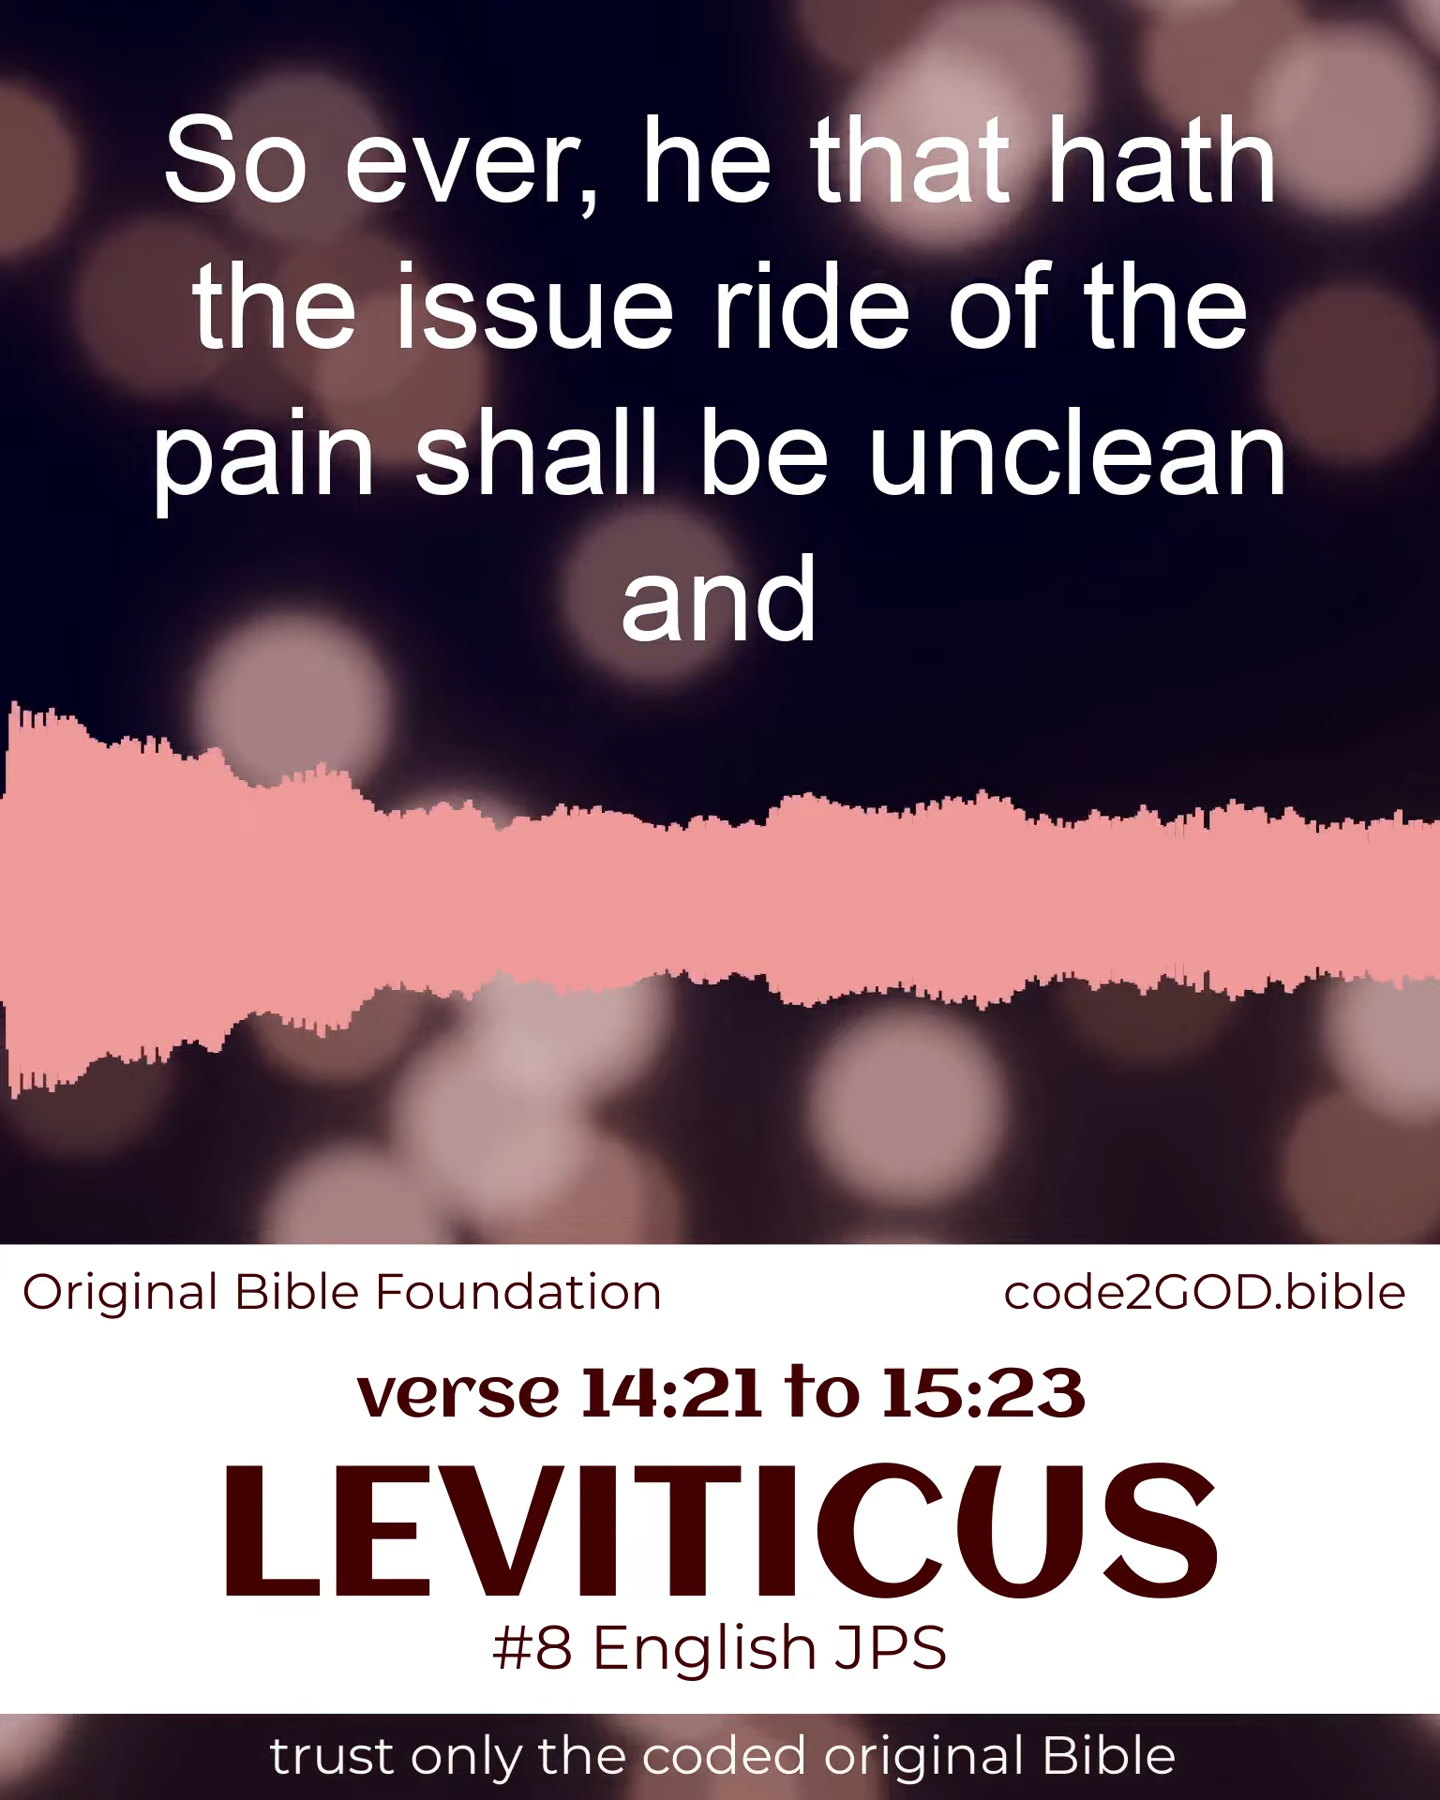 So ever, he that hath
the issue ride of the
pain shall be unclean
and
Original Bible Foundation
code2GOD.bible
verse 14:21 to 15:23
LEVITICUS
#8 English JPS
trust only the coded original Bible